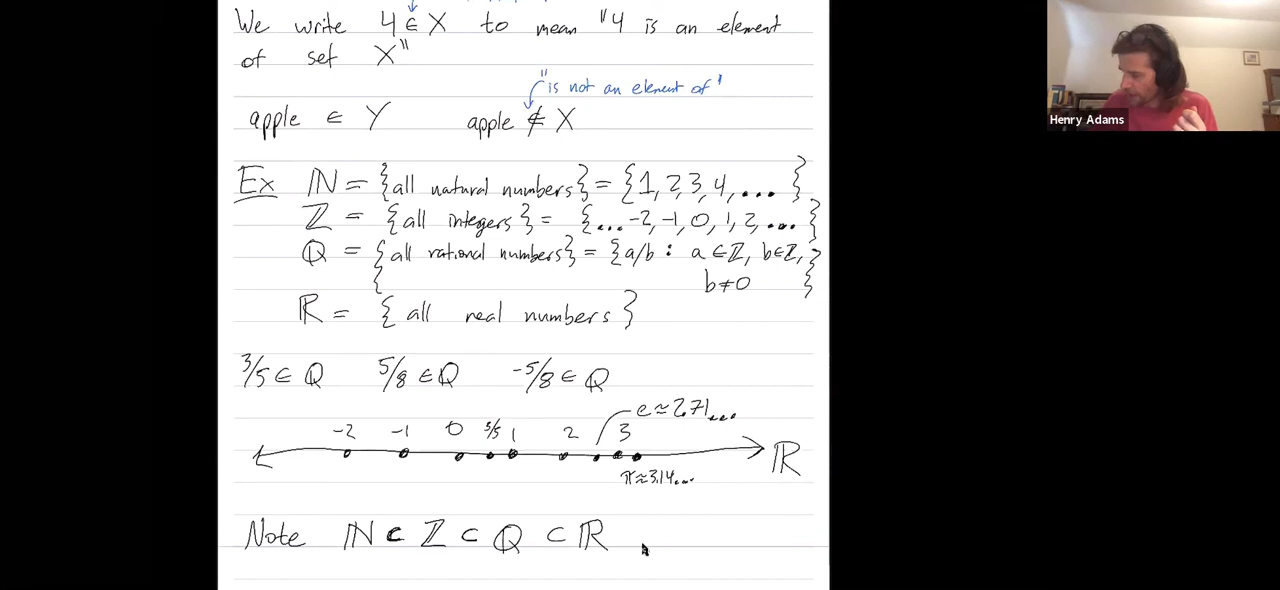 We write 4 ∈ X to mean "4 is an element
of set X"
"is not an element of"
apple ∈ Y apple ∉ X
Ex ℕ = {all natural numbers} = {1, 2, 3, 4, ... }
ℤ = {all integers} = {... -2, -1, 0, 1, 2, ... }
ℚ = {all rational numbers} = {a/b : a ∈ ℤ, b ∈ ℤ,
b ≠ 0 }
ℝ = { all real numbers }
3/5 ∈ ℚ 5/8 ∈ ℚ -5/8 ∈ ℚ
e ≈ 2.71...
-2 -1 0 1 2 3
ℝ
π ≈ 3.14...
Note ℕ ⊂ ℤ ⊂ ℚ ⊂ ℝ
Henry Adams